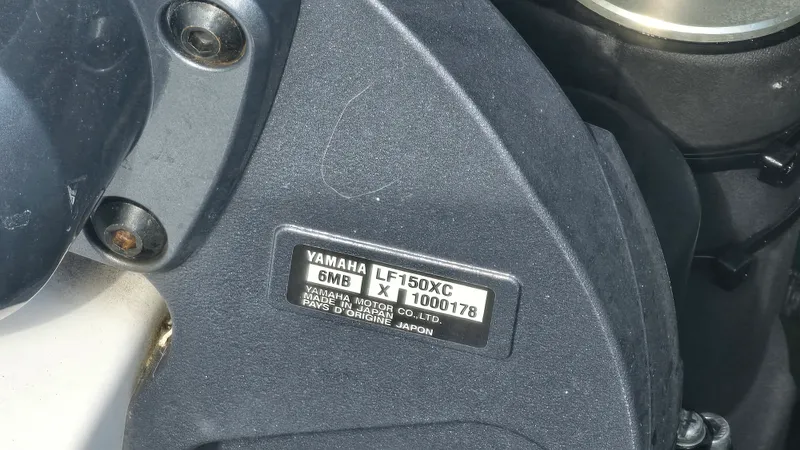 YAMAHA LF150XC
6MB X 1000178
YAMAHA MOTOR CO.,LTD.
MADE IN JAPAN
PAYS D'ORIGINE JAPON